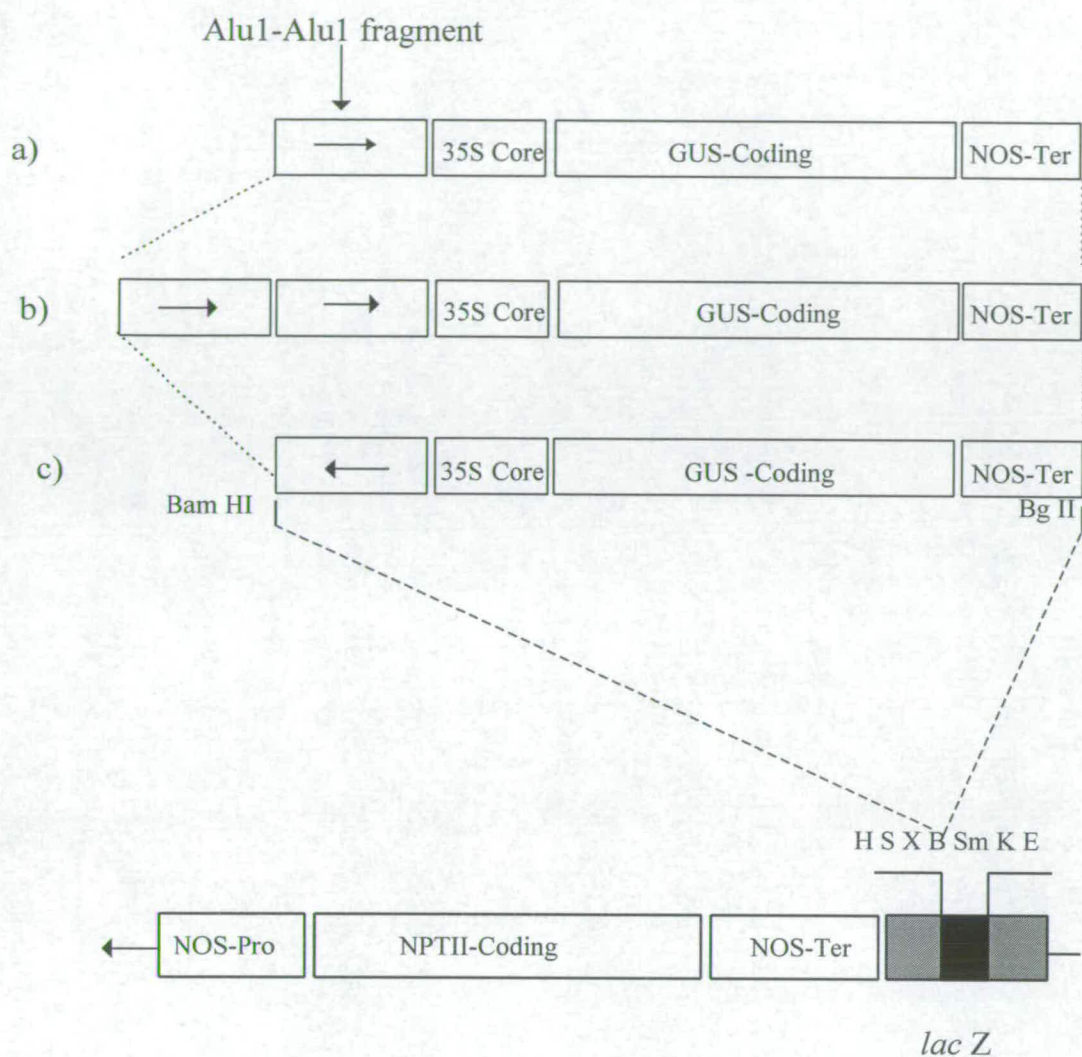 Alu1-Alu1 fragment
a) 35S Core GUS-Coding NOS-Ter
b) 35S Core GUS-Coding NOS-Ter
c) 35S Core GUS -Coding NOS-Ter
Bam HI Bg II
H S X B Sm K E
NOS-Pro NPTII-Coding NOS-Ter
lac Z